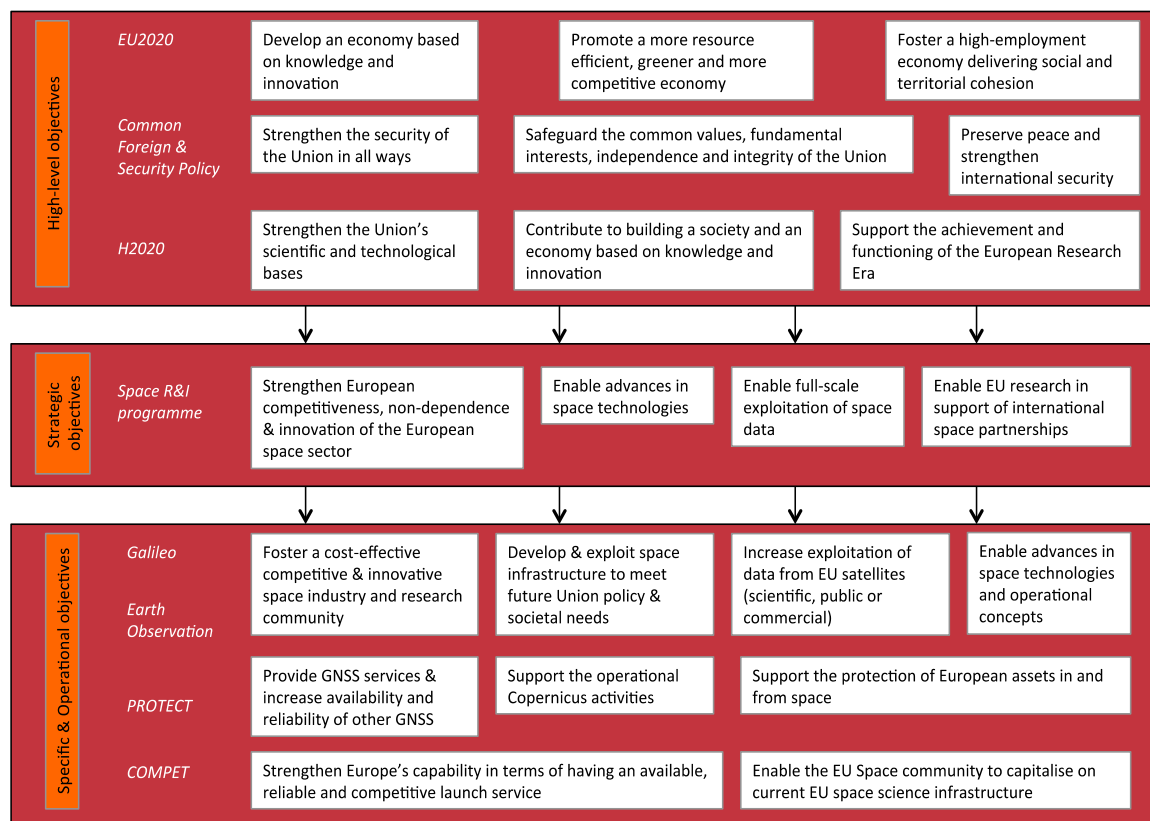 High-level objectives
EU2020
Develop an economy based
on knowledge and
innovation
Promote a more resource
efficient, greener and more
competitive economy
Foster a high-employment
economy delivering social and
territorial cohesion
Common
Foreign &
Security Policy
Strengthen the security of
the Union in all ways
Safeguard the common values, fundamental
interests, independence and integrity of the Union
Preserve peace and
strengthen
international security
H2020
Strengthen the Union’s
scientific and technological
bases
Contribute to building a society and an
economy based on knowledge and
innovation
Support the achievement and
functioning of the European Research
Era
Strategic
objectives
Space R&I
programme
Strengthen European
competitiveness, non-dependence
& innovation of the European
space sector
Enable advances in
space technologies
Enable full-scale
exploitation of space
data
Enable EU research in
support of international
space partnerships
Specific & Operational objectives
Galileo
Earth
Observation
Foster a cost-effective
competitive & innovative
space industry and research
community
Develop & exploit space
infrastructure to meet
future Union policy &
societal needs
Increase exploitation of
data from EU satellites
(scientific, public or
commercial)
Enable advances in
space technologies
and operational
concepts
PROTECT
Provide GNSS services &
increase availability and
reliability of other GNSS
Support the operational
Copernicus activities
Support the protection of European assets in and
from space
COMPET
Strengthen Europe’s capability in terms of having an available,
reliable and competitive launch service
Enable the EU Space community to capitalise on
current EU space science infrastructure